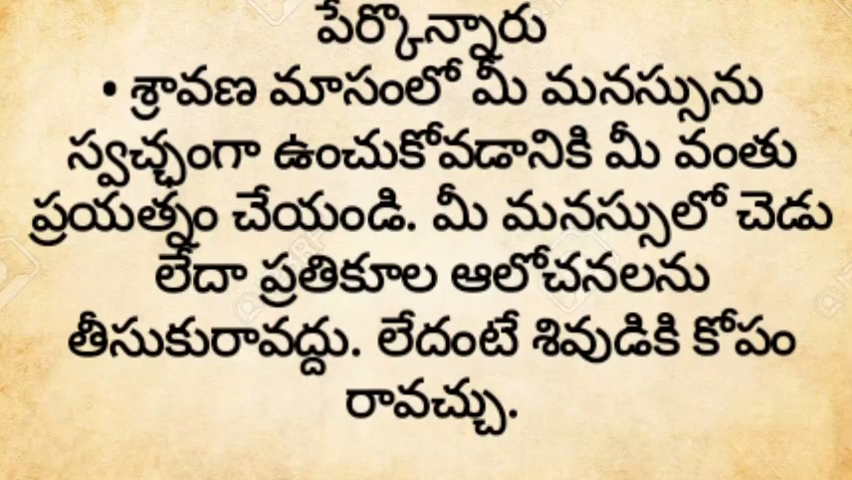 పేర్కొన్నారు
• శ్రావణ మాసంలో మీ మనస్సును
స్వచ్ఛంగా ఉంచుకోవడానికి మీ వంతు
ప్రయత్నం చేయండి. మీ మనస్సులో చెడు
లేదా ప్రతికూల ఆలోచనలను
తీసుకురావద్దు. లేదంటే శివుడికి కోపం
రావచ్చు.